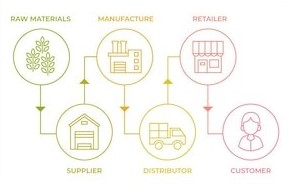 RAW MATERIALS
MANUFACTURE
RETAILER
SUPPLIER
DISTRIBUTOR
CUSTOMER